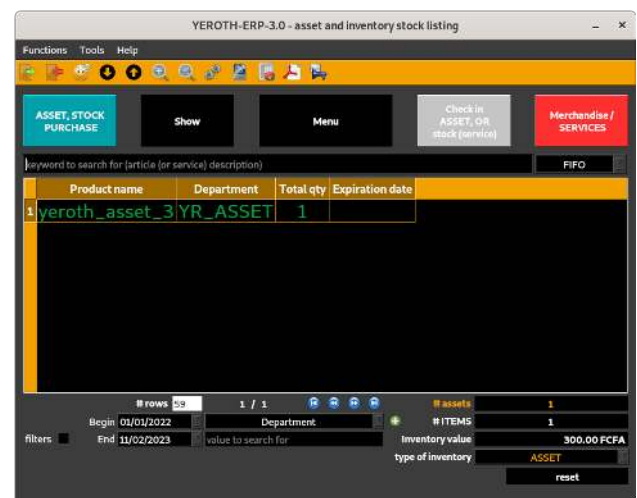 YEROTH-ERP-3.0 - asset and inventory stock listing
Functions Tools Help
ASSET, STOCK
PURCHASE
Show
Menu
Check in
ASSET, OR
stock (service)
Merchandise /
SERVICES
keyword to search for (article (or service) description)
FIFO
Product name Department Total qty Expiration date
1 yeroth_asset_3 YR_ASSET 1
# rows 59 1 / 1 # assets 1
Begin 01/01/2022 Department # ITEMS 1
filters End 11/02/2023 value to search for Inventory value 300.00 FCFA
type of inventory ASSET
reset